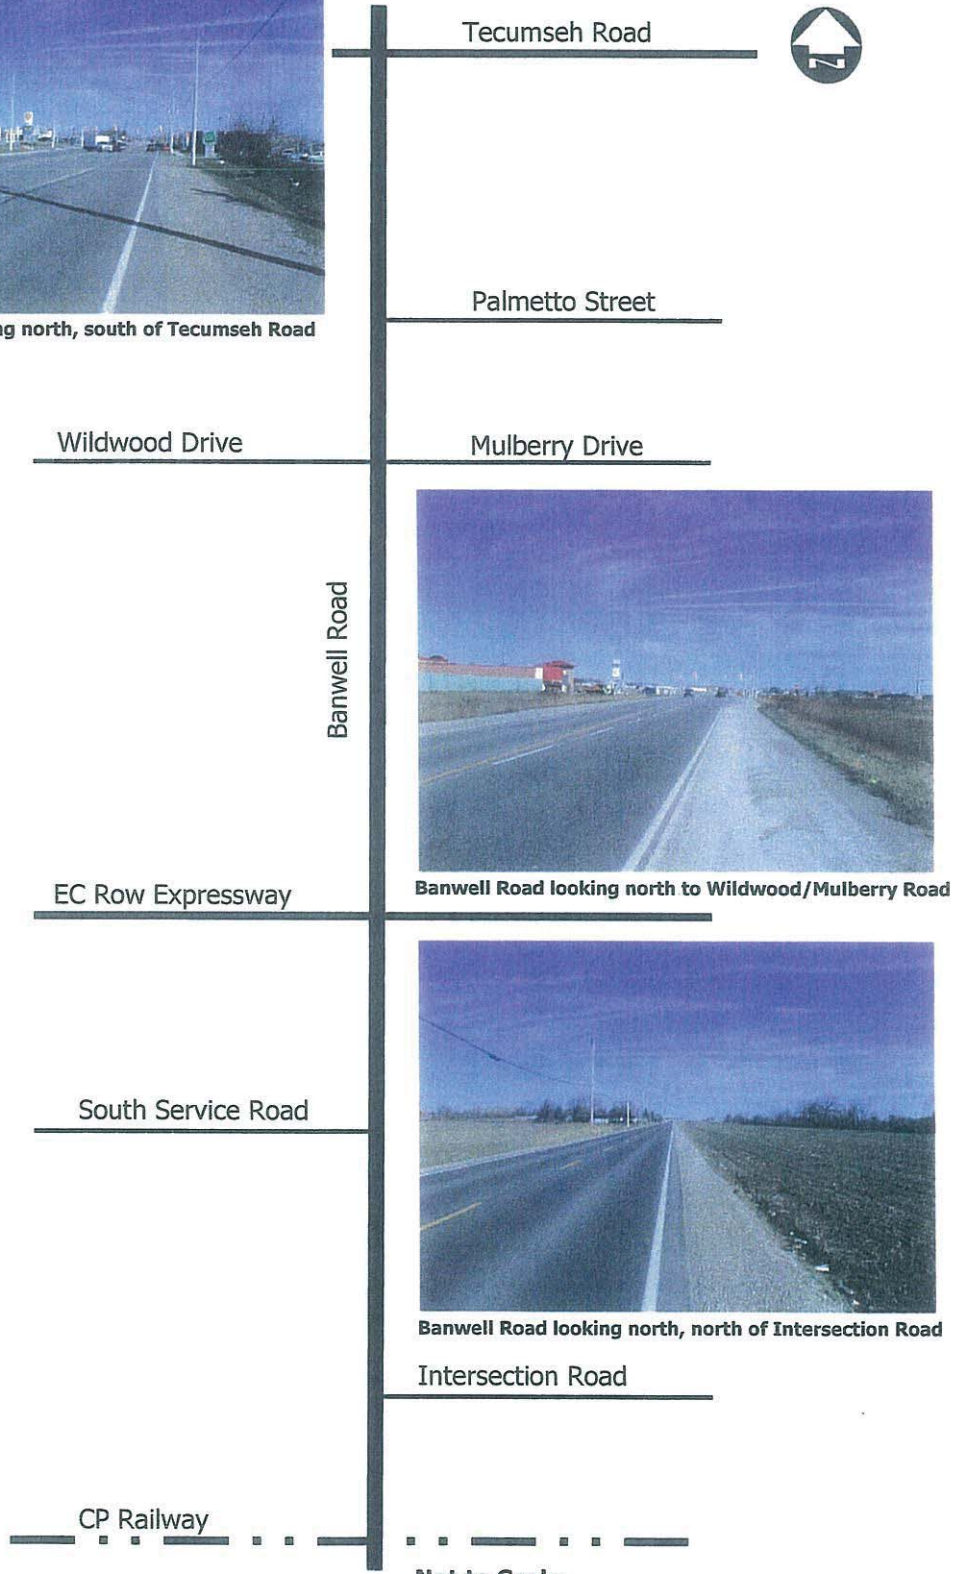 Tecumseh Road
N
Palmetto Street
ng north, south of Tecumseh Road
Wildwood Drive
Mulberry Drive
Banwell Road
Banwell Road looking north to Wildwood/Mulberry Road
EC Row Expressway
South Service Road
Banwell Road looking north, north of Intersection Road
Intersection Road
CP Railway